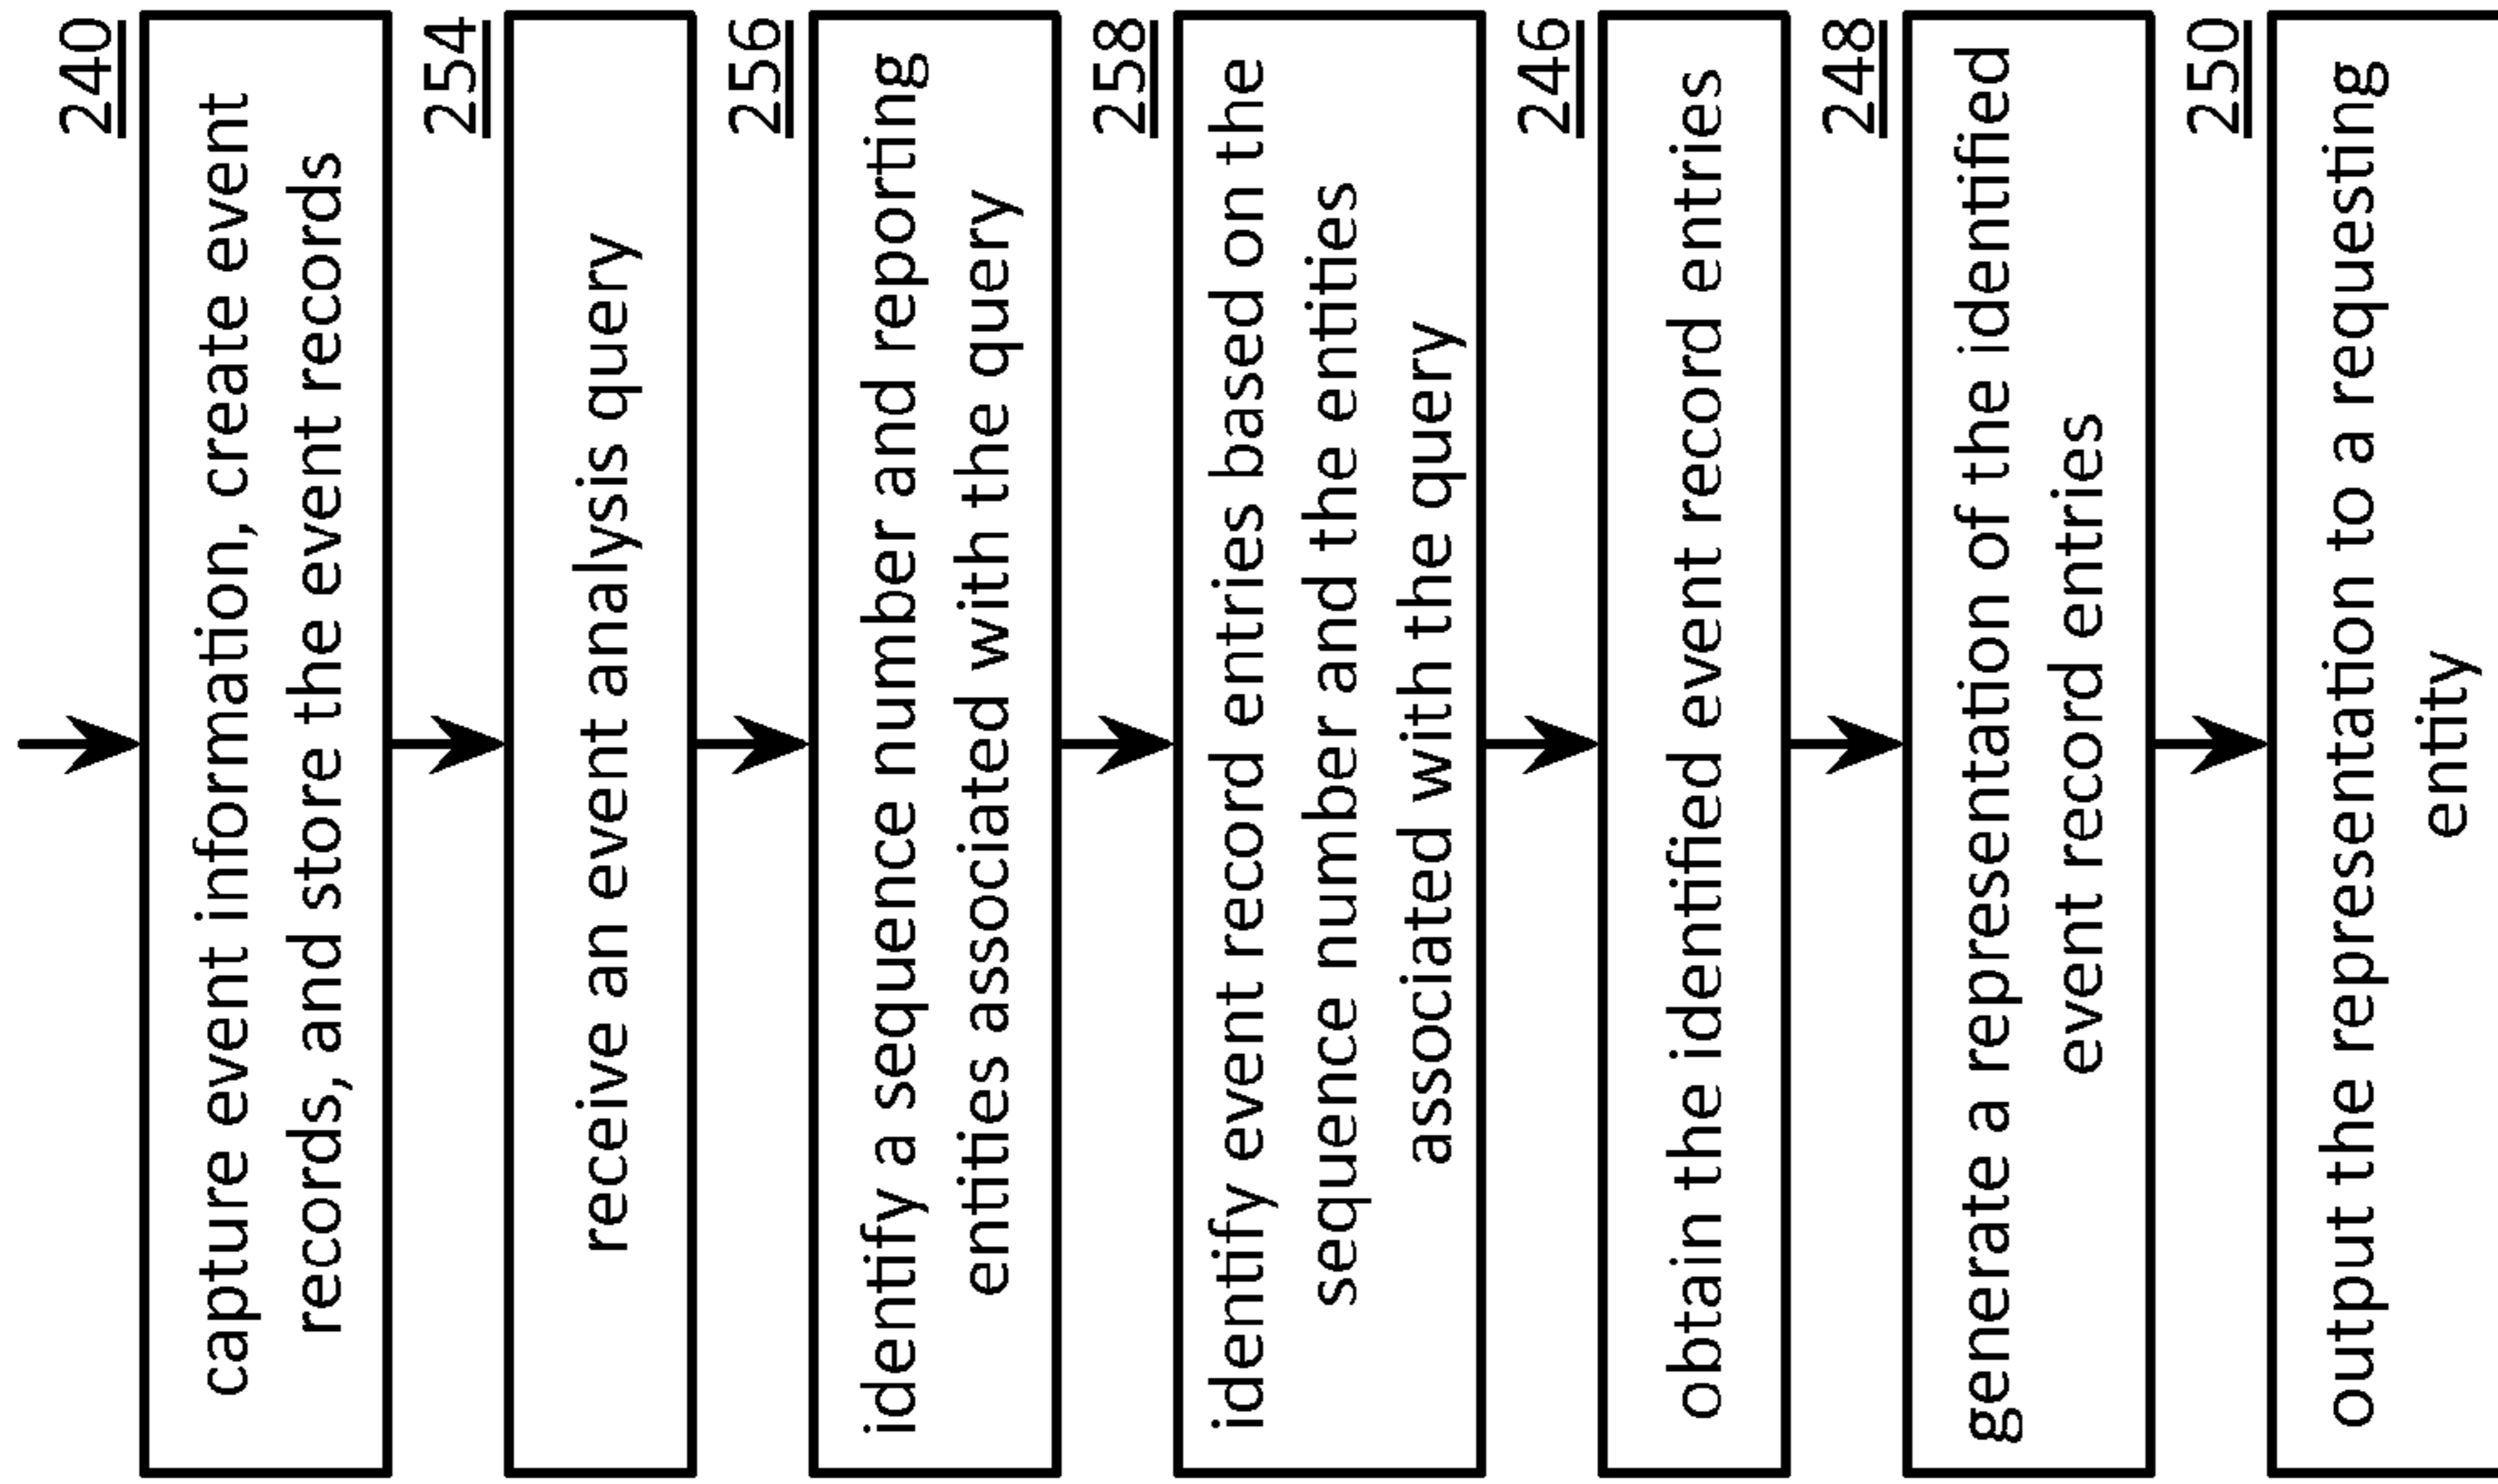 240
capture event information, create event
records, and store the event records
254
receive an event analysis query
256
identify a sequence number and reporting
entities associated with the query
258
identify event record entries based on the
sequence number and the entities
associated with the query
246
obtain the identified event record entries
248
generate a representation of the identified
event record entries
250
output the representation to a requesting
entity